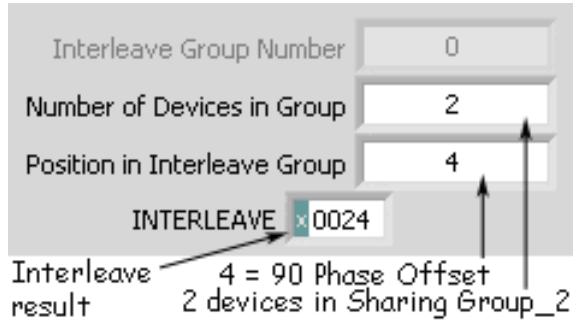 Interleave Group Number 0
Number of Devices in Group 2
Position in Interleave Group 4
INTERLEAVE x0024
Interleave result
4 = 90 Phase Offset
2 devices in Sharing Group_2